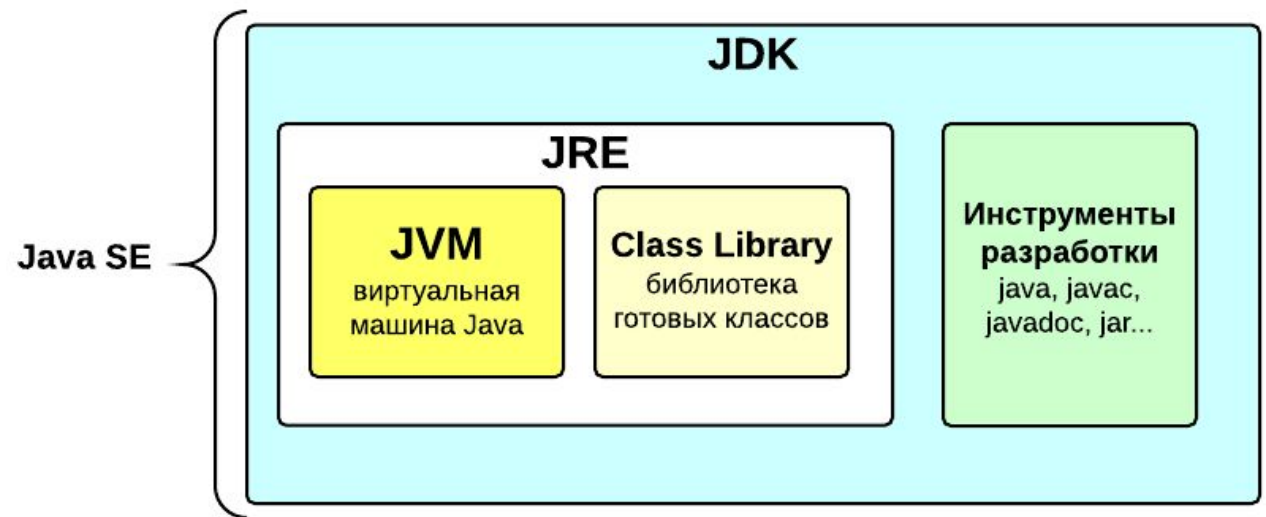 JDK
JRE
Java SE
JVM
виртуальная
машина Java
Class Library
библиотека
готовых классов
Инструменты
разработки
java, javac,
javadoc, jar...